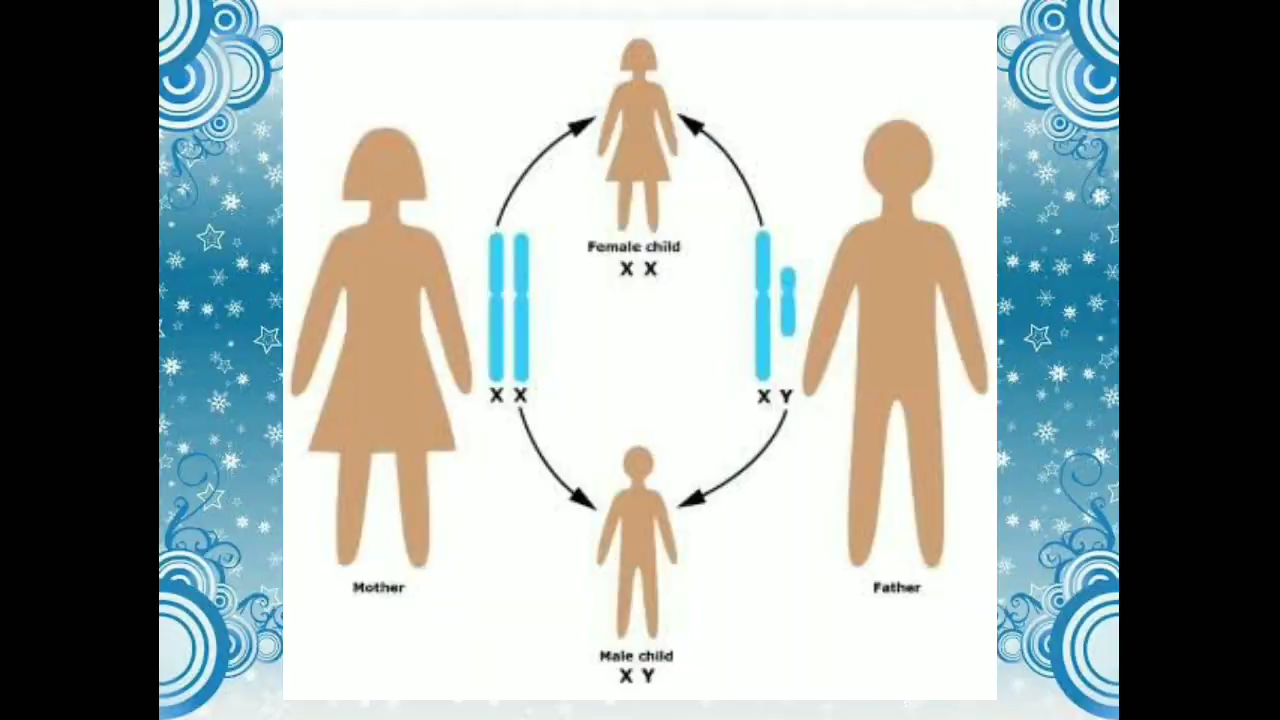 Female child
X X
X X
X Y
Mother
Father
Male child
X Y